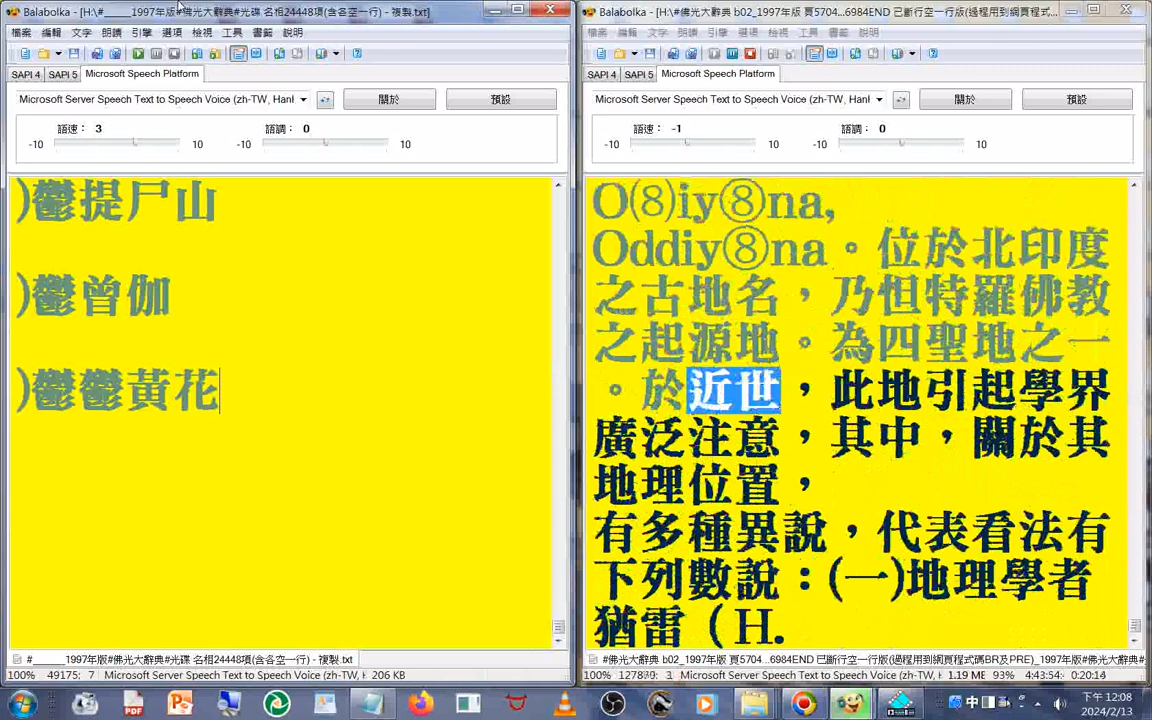 Balabolka - [H:\#_____1997年版#佛光大辭典#光碟 名相24448項(含各空一行) - 複製.txt]
檔案 編輯 文字 朗讀 引擎 選項 檢視 工具 書籤 說明
SAPI 4 SAPI 5 Microsoft Speech Platform
Microsoft Server Speech Text to Speech Voice (zh-TW, Hanl
關於
預設
語速： 3
語調： 0
-10 10 -10 10
)鬱提尸山
)鬱曾伽
)鬱鬱黃花
#_____1997年版#佛光大辭典#光碟 名相24448項(含各空一行) - 複製.txt
100% 49175: 7 Microsoft Server Speech Text to Speech Voice (zh-TW, H 206 KB
Balabolka - [H:\#佛光大辭典 b02_1997年版 頁5704...6984END 已斷行空一行版(過程用到網頁程式...
檔案 編輯 文字 朗讀 引擎 選項 檢視 工具 書籤 說明
SAPI 4 SAPI 5 Microsoft Speech Platform
Microsoft Server Speech Text to Speech Voice (zh-TW, Hanl
關於
預設
語速： -1
語調： 0
-10 10 -10 10
O⑻iy⑧na,
Oddiy⑧na。位於北印度
之古地名，乃怛特羅佛教
之起源地。為四聖地之一
。於近世，此地引起學界
廣泛注意，其中，關於其
地理位置，
有多種異說，代表看法有
下列數說：(一)地理學者
猶雷（H.
#佛光大辭典 b02_1997年版 頁5704...6984END 已斷行空一行版(過程用到網頁程式碼BR及PRE)_1997年版#佛光大辭典#
Microsoft Server Speech Text to Speech Voice (zh-TW, H 1.19 MB 93% 4:43:54 0:20:14
中
下午 12:08
2024/2/13